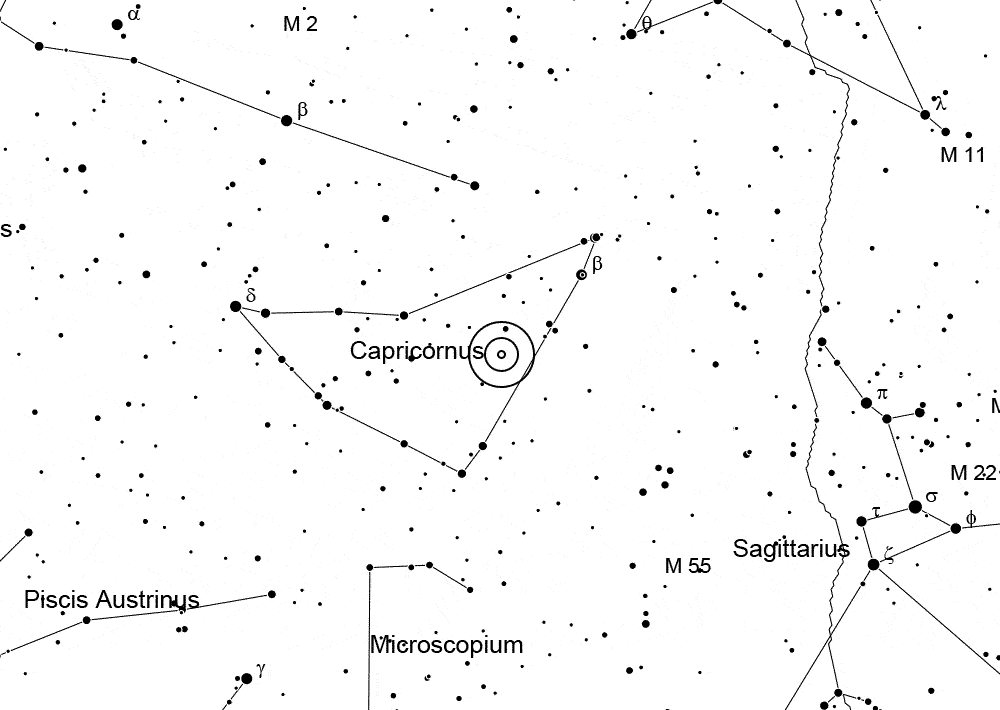 α
M 2
θ
λ
β
M 11
s
β
δ
Capricornus
π
M
M 22
σ
τ
φ
Sagittarius
ζ
M 55
Piscis Austrinus
Microscopium
γ